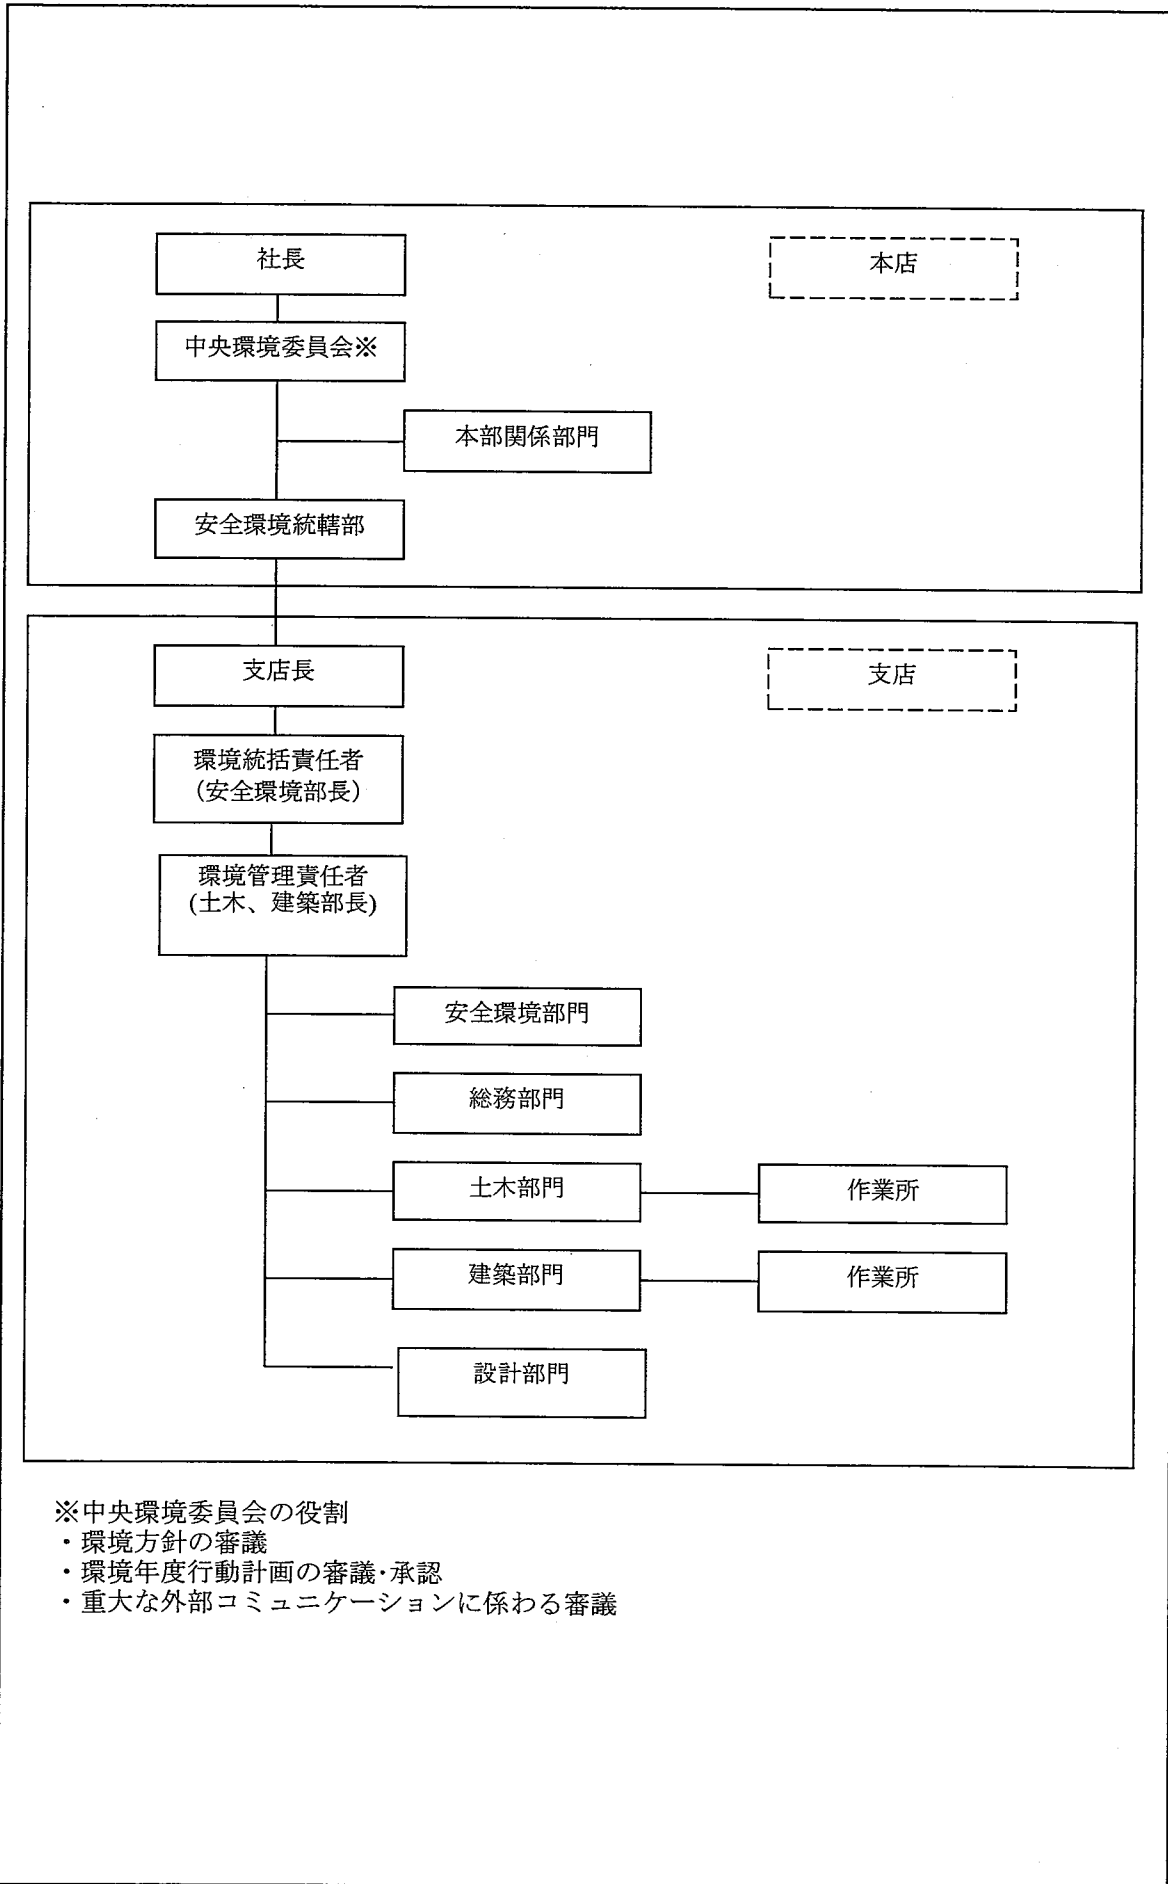 社長
本店
中央環境委員会※
本部関係部門
安全環境統轄部
支店長
支店
環境統括責任者
（安全環境部長）
環境管理責任者
(土木、建築部長)
安全環境部門
総務部門
土木部門
作業所
建築部門
作業所
設計部門
※中央環境委員会の役割
・環境方針の審議
・環境年度行動計画の審議・承認
・重大な外部コミュニケーションに係わる審議